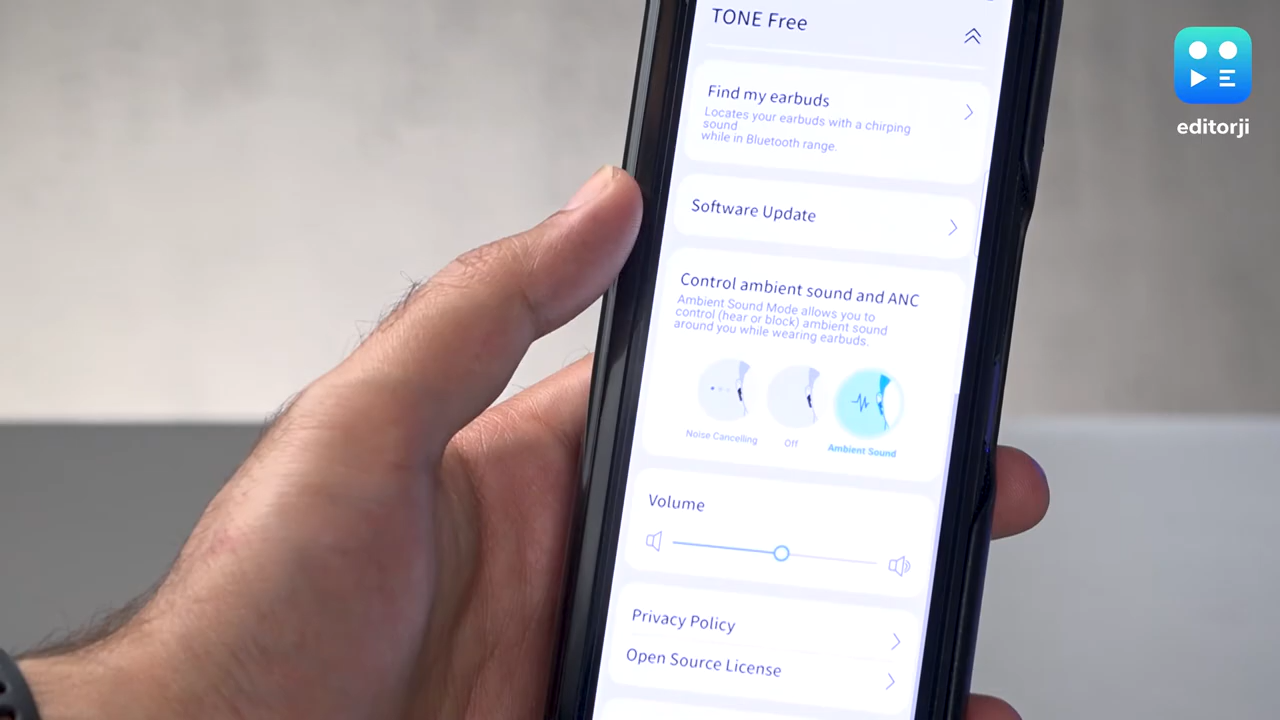 TONE Free
Find my earbuds
Locates your earbuds with a chirping
sound
while in Bluetooth range.
Software Update
Control ambient sound and ANC
Ambient Sound Mode allows you to
control (hear or block) ambient sound
around you while wearing earbuds.
Noise Cancelling
Off
Ambient Sound
Volume
Privacy Policy
Open Source License
editorji